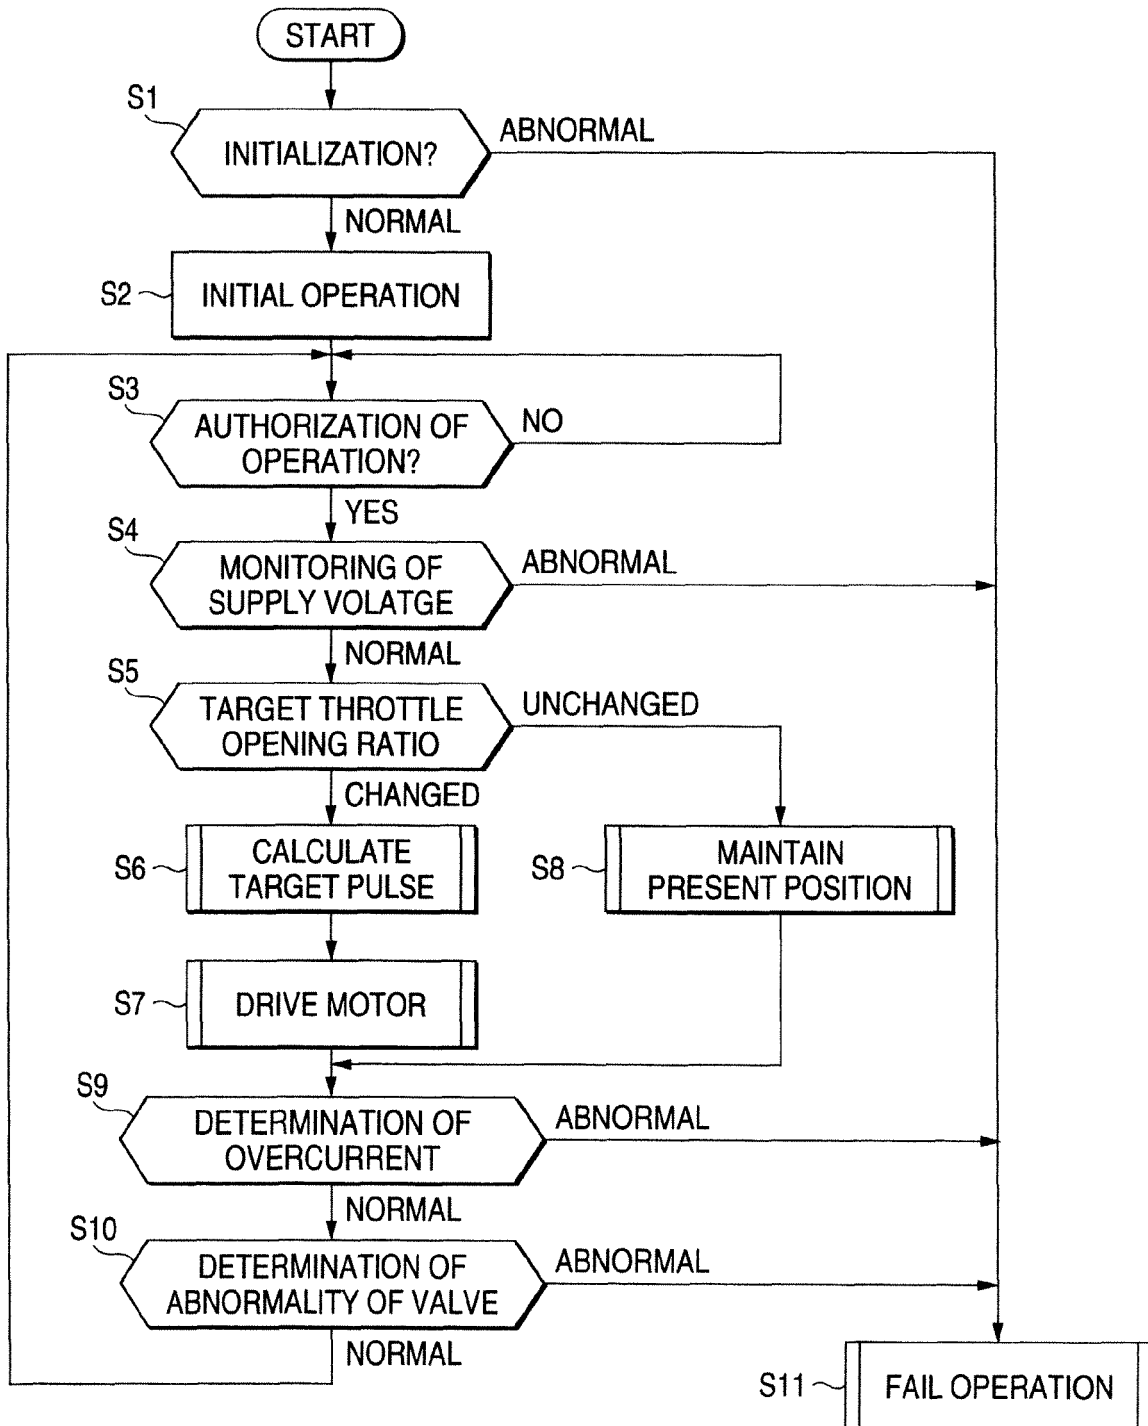 START
S1
INITIALIZATION?
ABNORMAL
NORMAL
S2
INITIAL OPERATION
S3
AUTHORIZATION OF
OPERATION?
NO
YES
S4
MONITORING OF
SUPPLY VOLATGE
ABNORMAL
NORMAL
S5
TARGET THROTTLE
OPENING RATIO
UNCHANGED
CHANGED
S6
CALCULATE
TARGET PULSE
S8
MAINTAIN
PRESENT POSITION
S7
DRIVE MOTOR
S9
DETERMINATION OF
OVERCURRENT
ABNORMAL
NORMAL
S10
DETERMINATION OF
ABNORMALITY OF VALVE
ABNORMAL
NORMAL
S11
FAIL OPERATION